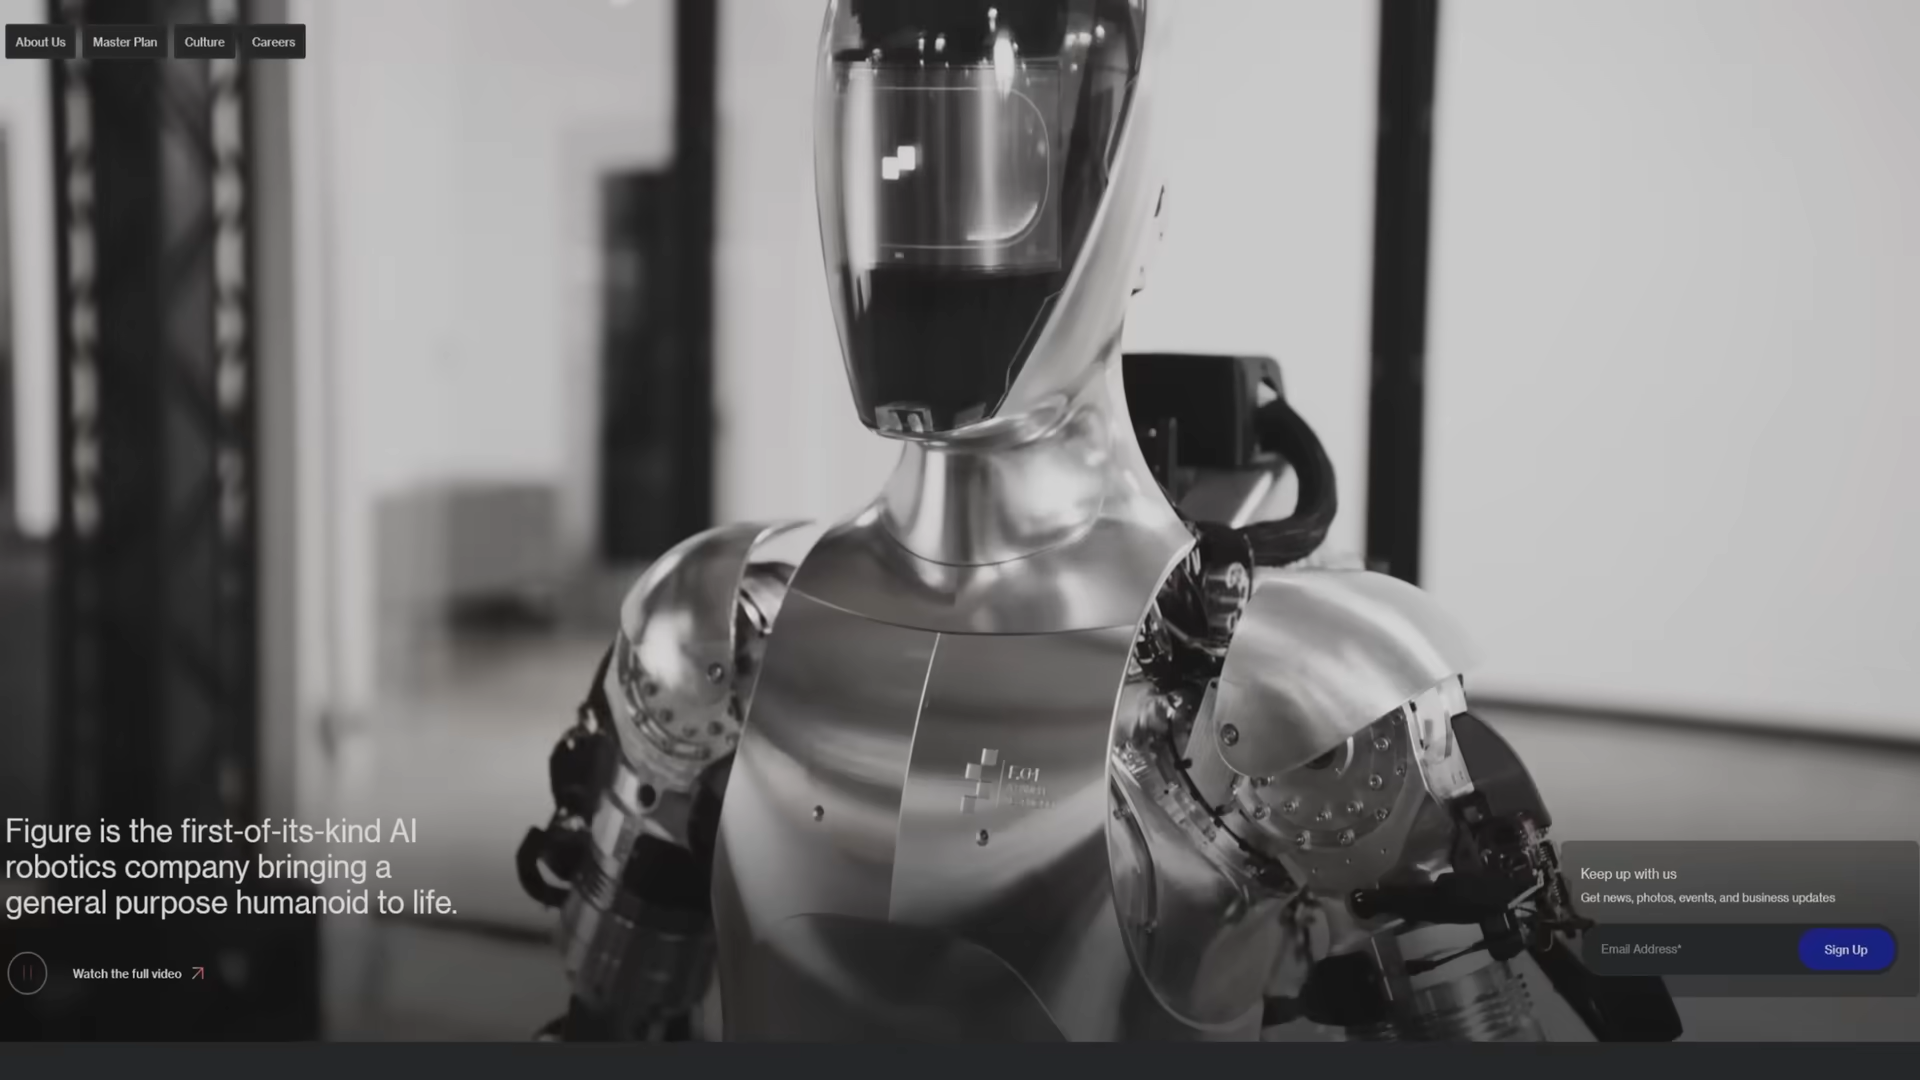 About Us
Master Plan
Culture
Careers
Figure is the first-of-its-kind AI
robotics company bringing a
general purpose humanoid to life.
Watch the full video
Keep up with us
Get news, photos, events, and business updates
Email Address*
Sign Up